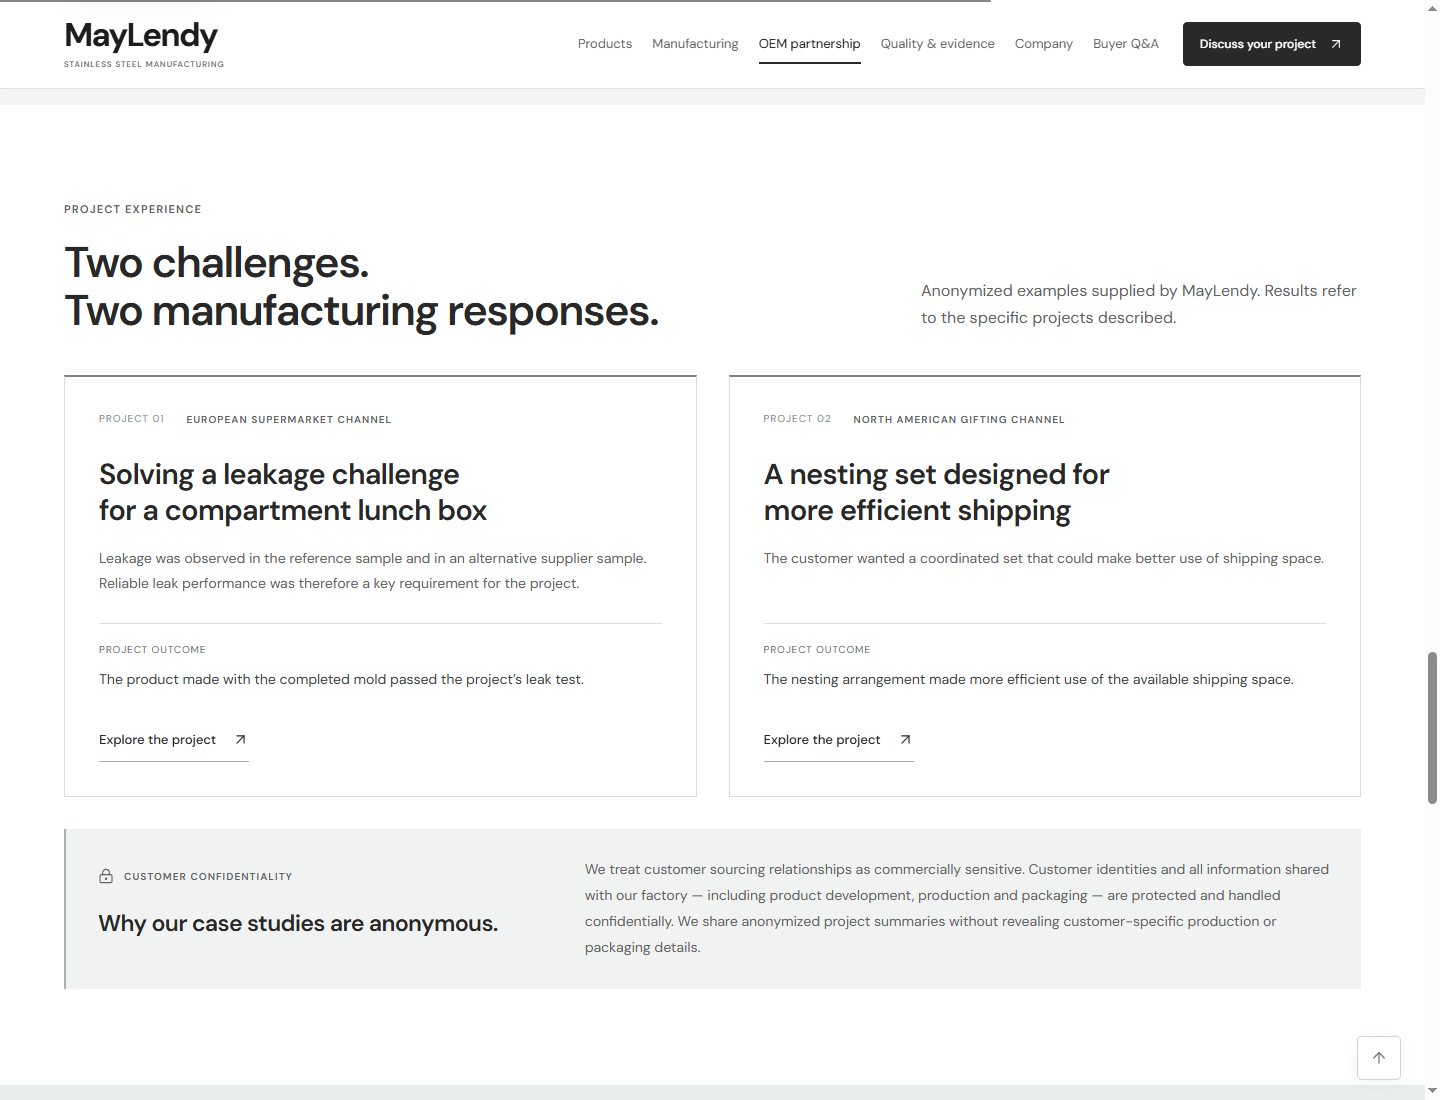 MayLendy
STAINLESS STEEL MANUFACTURING
Products
Manufacturing
OEM partnership
Quality & evidence
Company
Buyer Q&A
Discuss your project
PROJECT EXPERIENCE
Two challenges.
Two manufacturing responses.
Anonymized examples supplied by MayLendy. Results refer
to the specific projects described.
PROJECT 01 EUROPEAN SUPERMARKET CHANNEL
Solving a leakage challenge
for a compartment lunch box
Leakage was observed in the reference sample and in an alternative supplier sample.
Reliable leak performance was therefore a key requirement for the project.
PROJECT OUTCOME
The product made with the completed mold passed the project’s leak test.
Explore the project
PROJECT 02 NORTH AMERICAN GIFTING CHANNEL
A nesting set designed for
more efficient shipping
The customer wanted a coordinated set that could make better use of shipping space.
PROJECT OUTCOME
The nesting arrangement made more efficient use of the available shipping space.
Explore the project
CUSTOMER CONFIDENTIALITY
Why our case studies are anonymous.
We treat customer sourcing relationships as commercially sensitive. Customer identities and all information shared
with our factory — including product development, production and packaging — are protected and handled
confidentially. We share anonymized project summaries without revealing customer-specific production or
packaging details.